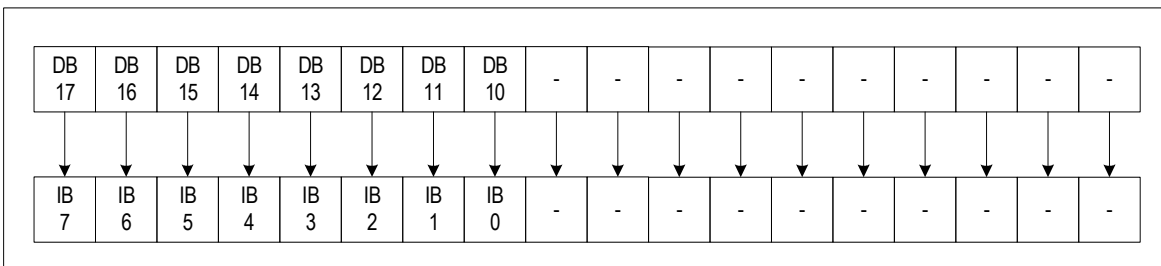 DB DB DB DB DB DB DB DB
17 16 15 14 13 12 11 10 - - - - - - - - - -
IB IB IB IB IB IB IB IB
7 6 5 4 3 2 1 0 - - - - - - - - - -